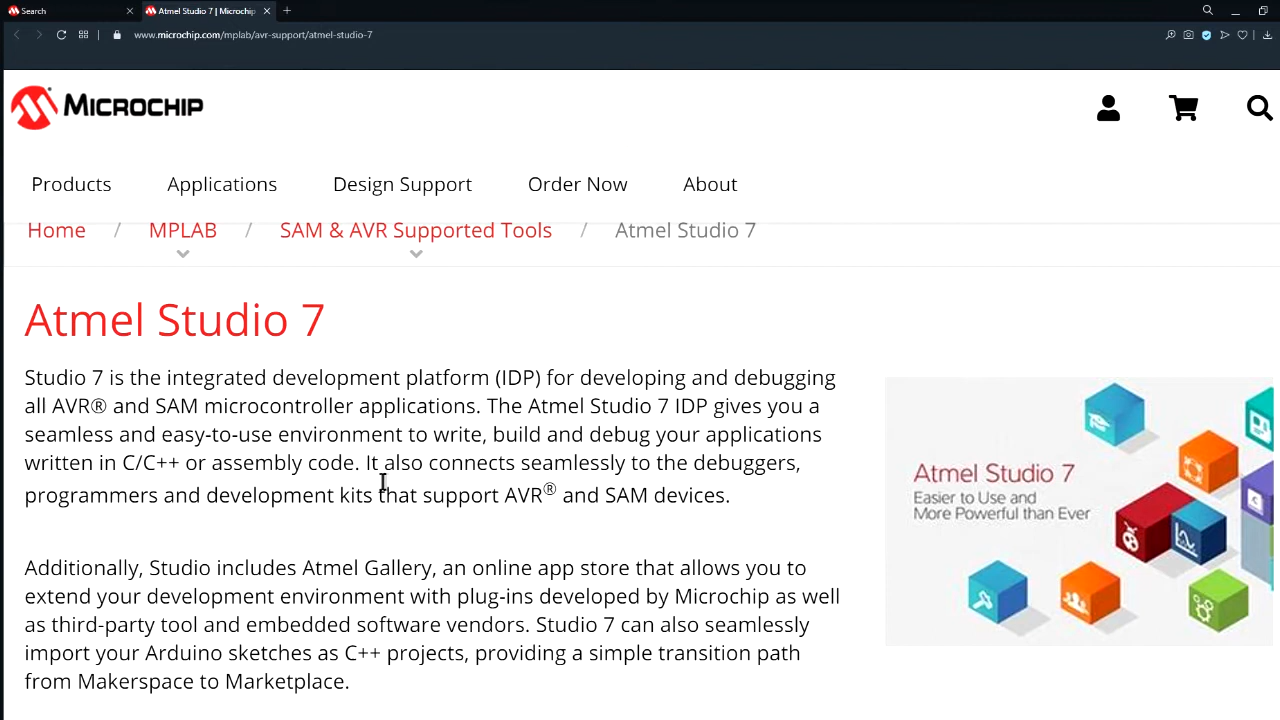 Search
Atmel Studio 7 | Microchip
www.microchip.com/mplab/avr-support/atmel-studio-7
MICROCHIP
Products Applications Design Support Order Now About
Home / MPLAB / SAM & AVR Supported Tools / Atmel Studio 7
Atmel Studio 7
Studio 7 is the integrated development platform (IDP) for developing and debugging
all AVR® and SAM microcontroller applications. The Atmel Studio 7 IDP gives you a
seamless and easy-to-use environment to write, build and debug your applications
written in C/C++ or assembly code. It also connects seamlessly to the debuggers,
programmers and development kits that support AVR® and SAM devices.
Atmel Studio 7
Easier to Use and
More Powerful than Ever
Additionally, Studio includes Atmel Gallery, an online app store that allows you to
extend your development environment with plug-ins developed by Microchip as well
as third-party tool and embedded software vendors. Studio 7 can also seamlessly
import your Arduino sketches as C++ projects, providing a simple transition path
from Makerspace to Marketplace.